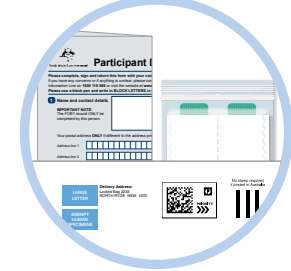 Participant
Please complete, sign and return this form with your
If you have any concerns or if anything is unclear, please
Information Line on 1800 118 868 or visit the website at
Please use a black pen and write in BLOCK LETTERS
1 Name and contact details
IMPORTANT NOTE:
The FOBT should ONLY be
completed by this person.
Your postal address ONLY if different to the address
Address line 1
Address line 2
No stamp required
if posted in Australia
LARGE
LETTER
Delivery Address:
Locked Bag 2233
NORTH RYDE NSW 1670
PRIORITY
EXEMPT
HUMAN
SPECIMENS